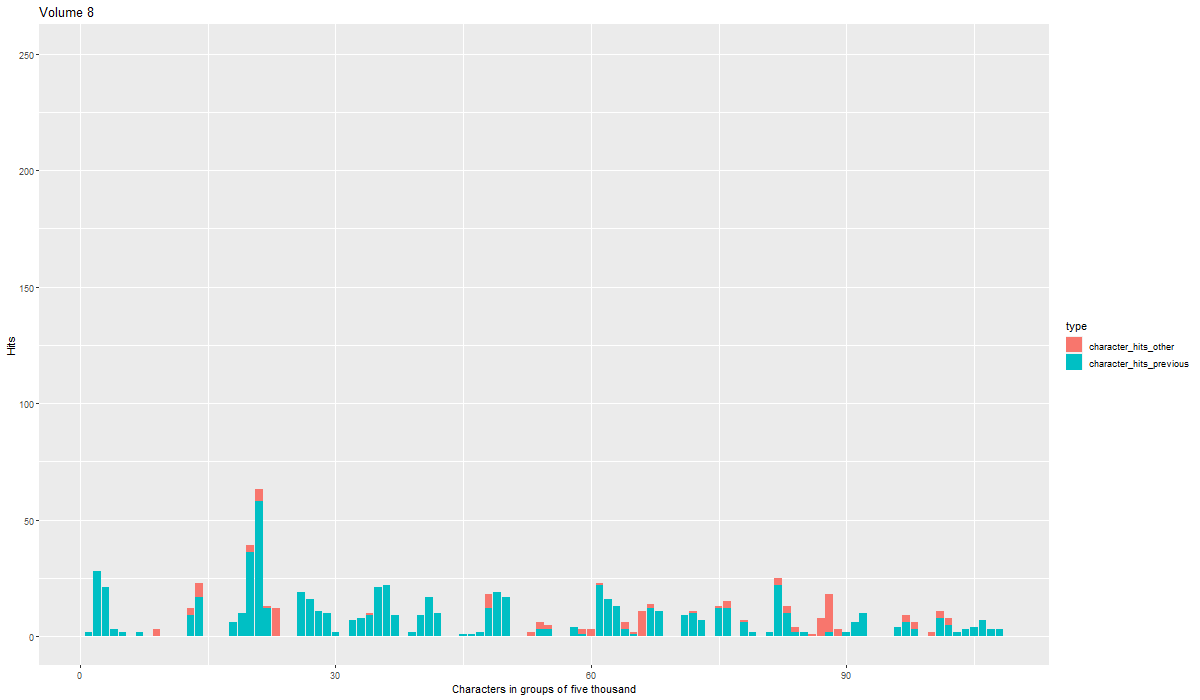 Volume 8
250
200
150
100
50
0
Hits
0 30 60 90
Characters in groups of five thousand
type
character_hits_other
character_hits_previous